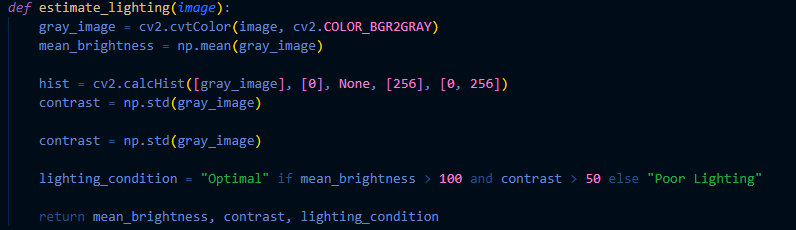 def estimate_lighting(image):
    gray_image = cv2.cvtColor(image, cv2.COLOR_BGR2GRAY)
    mean_brightness = np.mean(gray_image)

    hist = cv2.calcHist([gray_image], [0], None, [256], [0, 256])
    contrast = np.std(gray_image)

    contrast = np.std(gray_image)

    lighting_condition = "Optimal" if mean_brightness > 100 and contrast > 50 else "Poor Lighting"

    return mean_brightness, contrast, lighting_condition